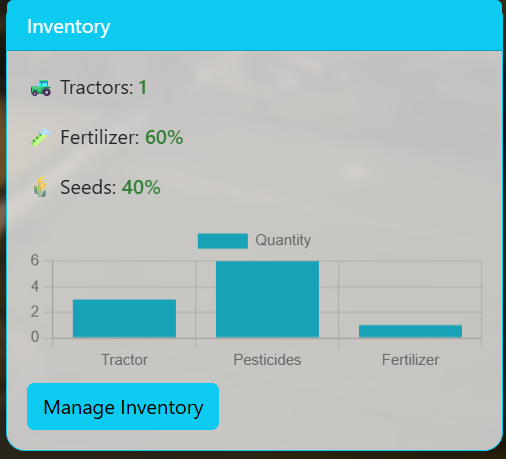 Inventory
Tractors: 1
Fertilizer: 60%
Seeds: 40%
Quantity
6
4
2
0
Tractor Pesticides Fertilizer
Manage Inventory